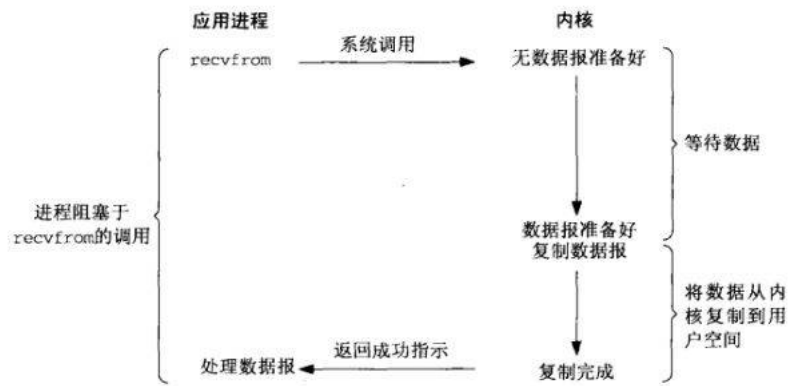 应用进程
内核
recvfrom
系统调用
无数据报准备好
等待数据
进程阻塞于
recvfrom的调用
数据报准备好
复制数据报
将数据从内
核复制到用
户空间
处理数据报
返回成功指示
复制完成